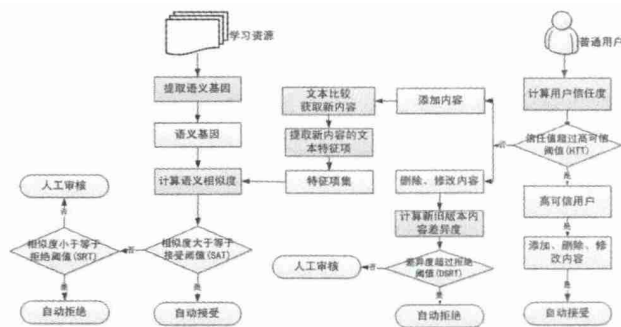 学习资源
普通用户
提取语义基因
文本比较
获取新内容
添加内容
计算用户信任度
语义基因
提取新内容的文
本特征项
否
信任值超过高可信
阈值(HTT)
计算语义相似度
特征项集
删除、修改内容
是
人工审核
高可信用户
否
计算新旧版本内
容差异度
是
相似度小于等于
拒绝阈值(SRT)
否
相似度大于等于
接受阈值(SAT)
人工审核
否
差异度超过拒绝
阈值(DSRT)
添加、删除、修
改内容
是
是
是
是
自动拒绝
自动接受
自动拒绝
自动接受